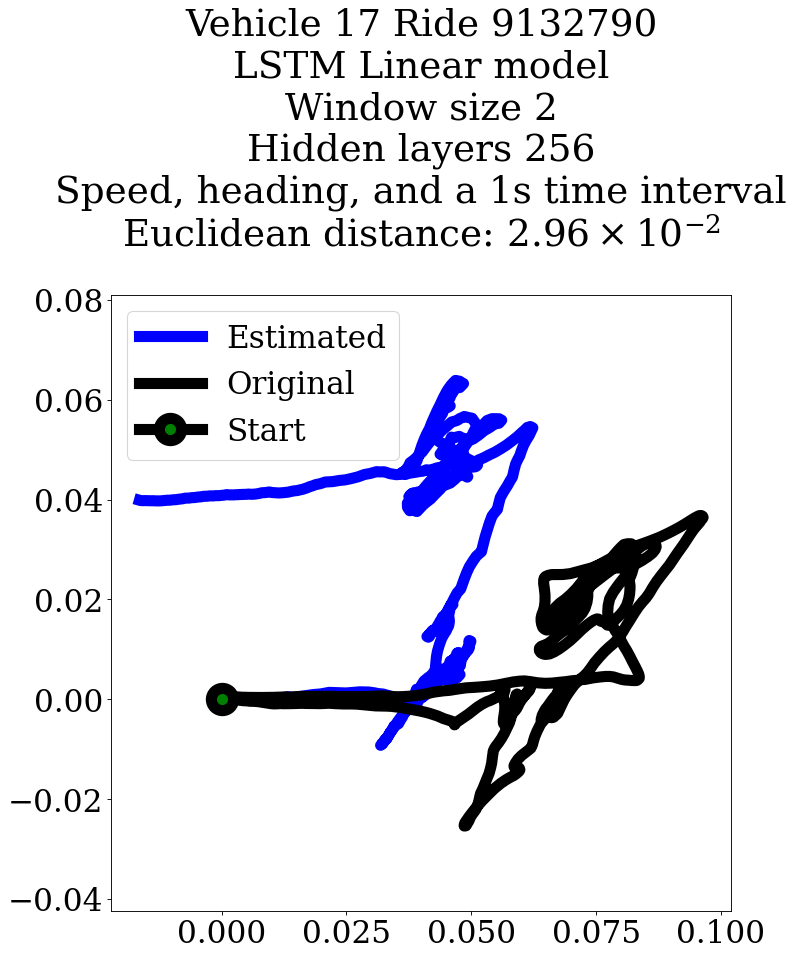 Vehicle 17 Ride 9132790
LSTM Linear model
Window size 2
Hidden layers 256
Speed, heading, and a 1s time interval
Euclidean distance: 2.96 × 10⁻²
0.08
0.06
0.04
0.02
0.00
−0.02
−0.04
Estimated
Original
Start
0.000 0.025 0.050 0.075 0.100